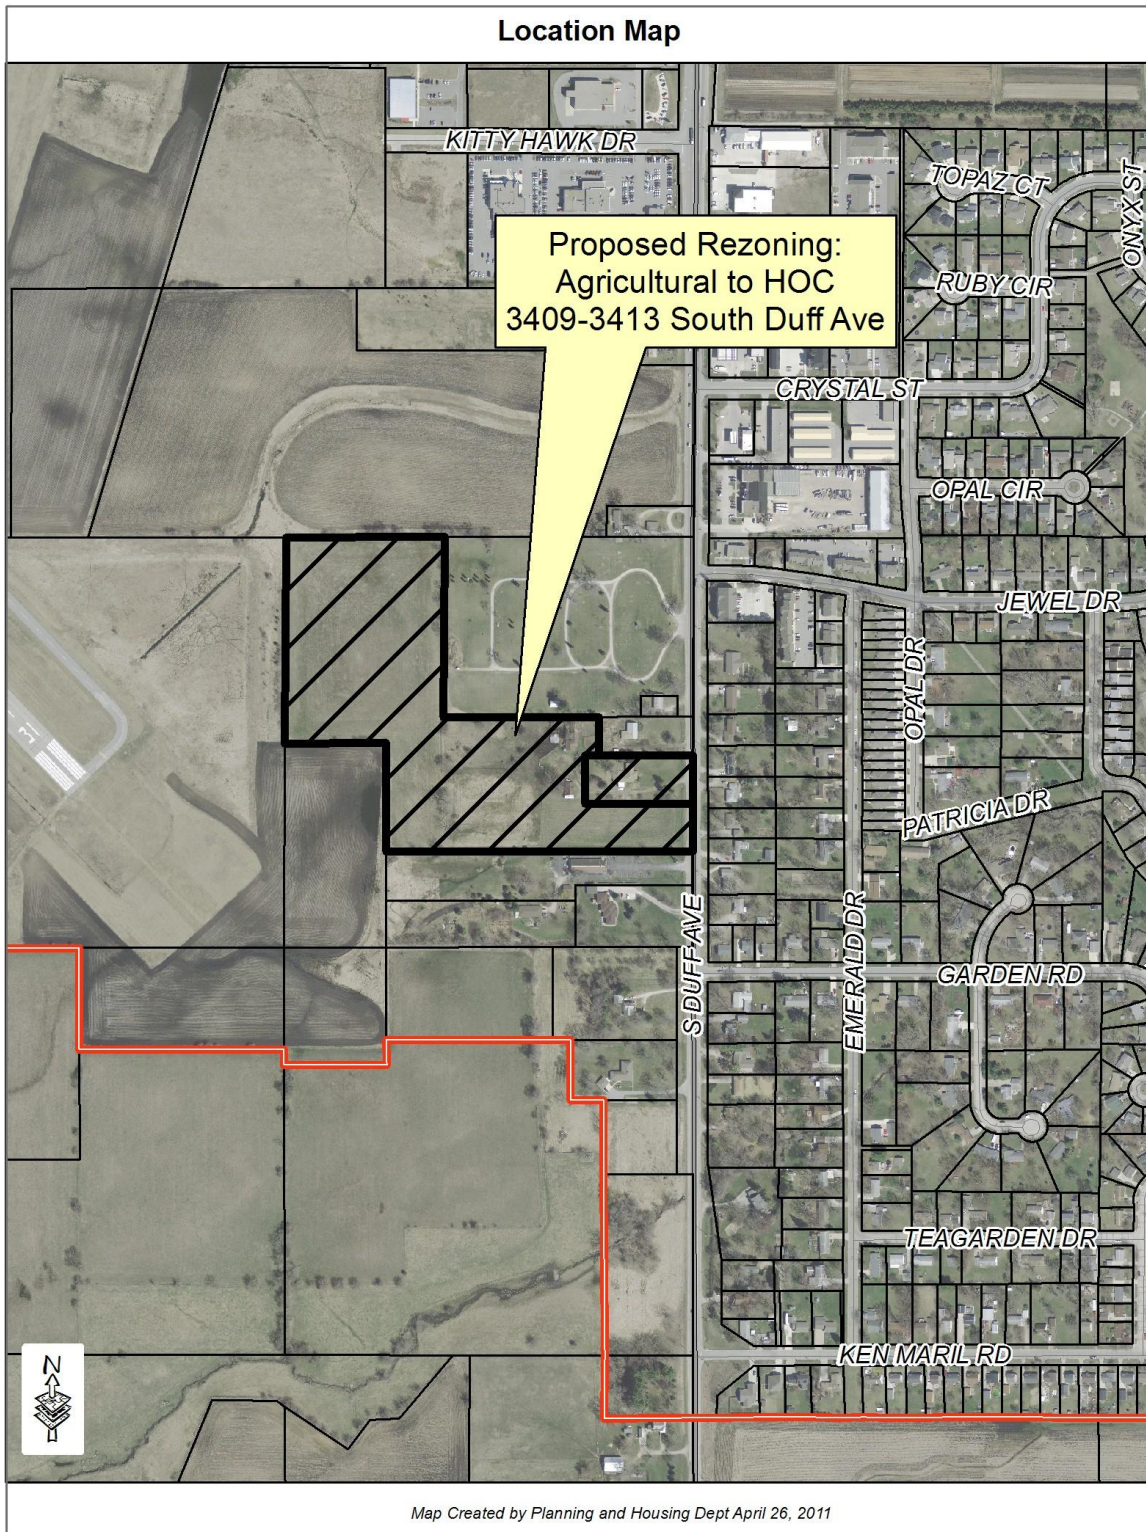 Location Map
KITTY HAWK DR
TOPAZ CT
ONYX ST
Proposed Rezoning:
Agricultural to HOC
3409-3413 South Duff Ave
RUBY CIR
CRYSTAL ST
OPAL CIR
JEWEL DR
OPAL DR
PATRICIA DR
S DUFF AVE
EMERALD DR
GARDEN RD
TEAGARDEN DR
KEN MARIL RD
N
Map Created by Planning and Housing Dept April 26, 2011